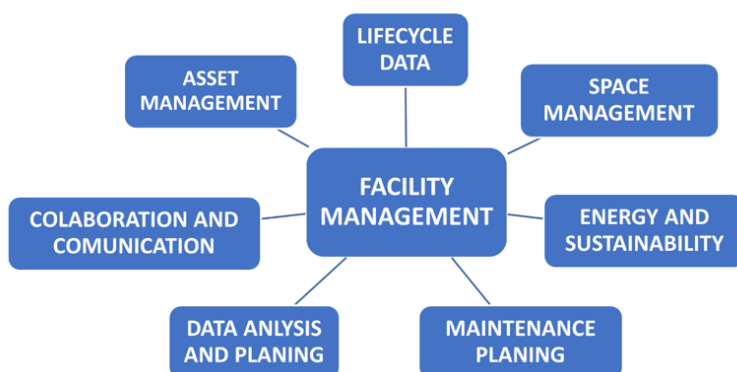 LIFECYCLE
DATA
ASSET
MANAGEMENT
SPACE
MANAGEMENT
FACILITY
MANAGEMENT
COLABORATION AND
COMUNICATION
ENERGY AND
SUSTAINABILITY
DATA ANLYSIS
AND PLANING
MAINTENANCE
PLANING